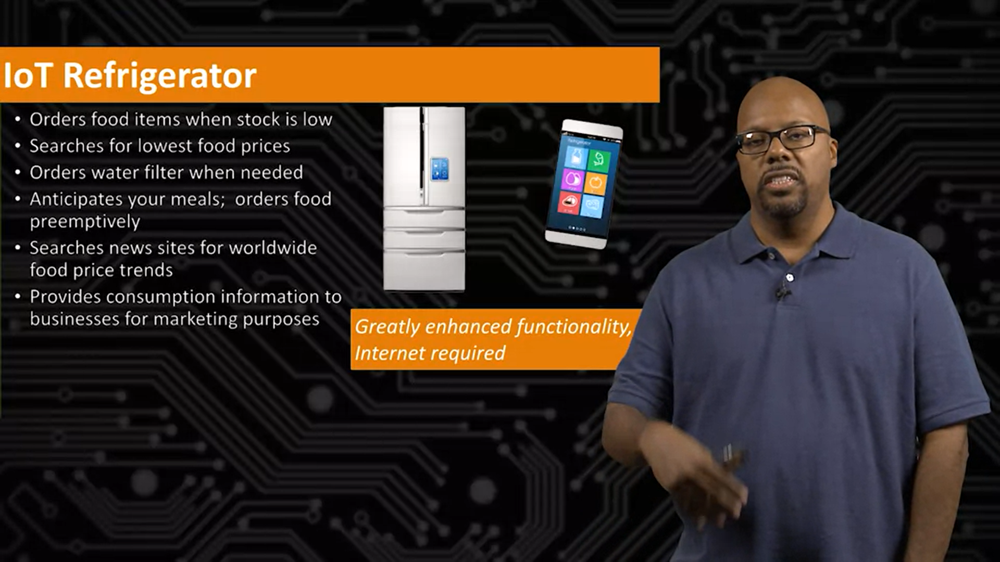 IoT Refrigerator
• Orders food items when stock is low
• Searches for lowest food prices
• Orders water filter when needed
• Anticipates your meals; orders food
preemptively
• Searches news sites for worldwide
food price trends
• Provides consumption information to
businesses for marketing purposes
Refrigerator
Greatly enhanced functionality,
Internet required